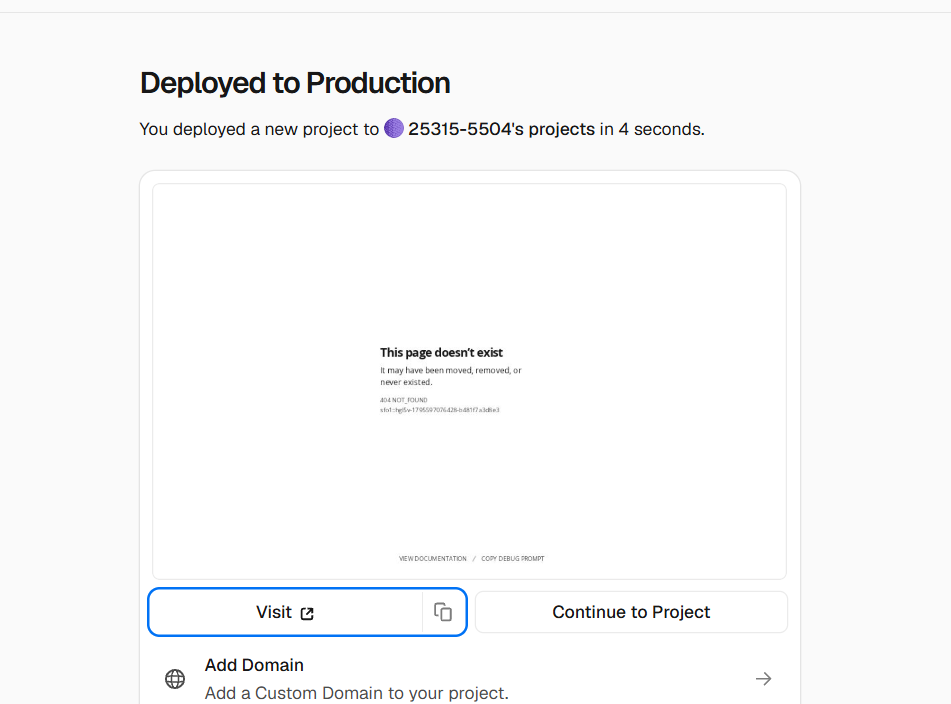 Deployed to Production
You deployed a new project to 25315-5504's projects in 4 seconds.
This page doesn't exist
It may have been moved, removed, or
never existed.
404 NOT_FOUND
VIEW DOCUMENTATION / COPY DEBUG PROMPT
Visit
Continue to Project
Add Domain
Add a Custom Domain to your project.